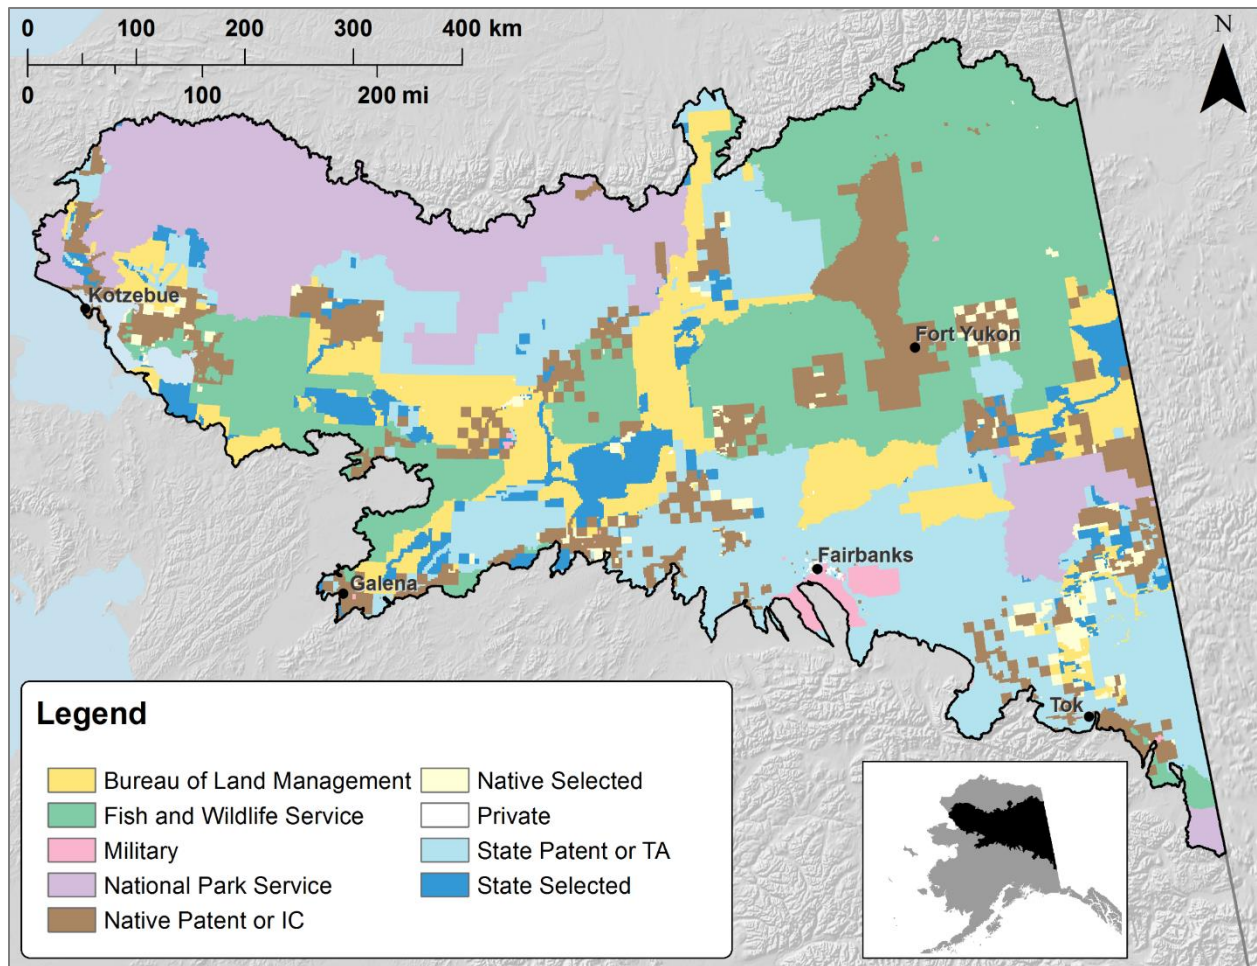 0 100 200 300 400 km
0 100 200 mi
N
Kotzebue
Fort Yukon
Fairbanks
Galena
Tok
Legend
Bureau of Land Management
Fish and Wildlife Service
Military
National Park Service
Native Patent or IC
Native Selected
Private
State Patent or TA
State Selected